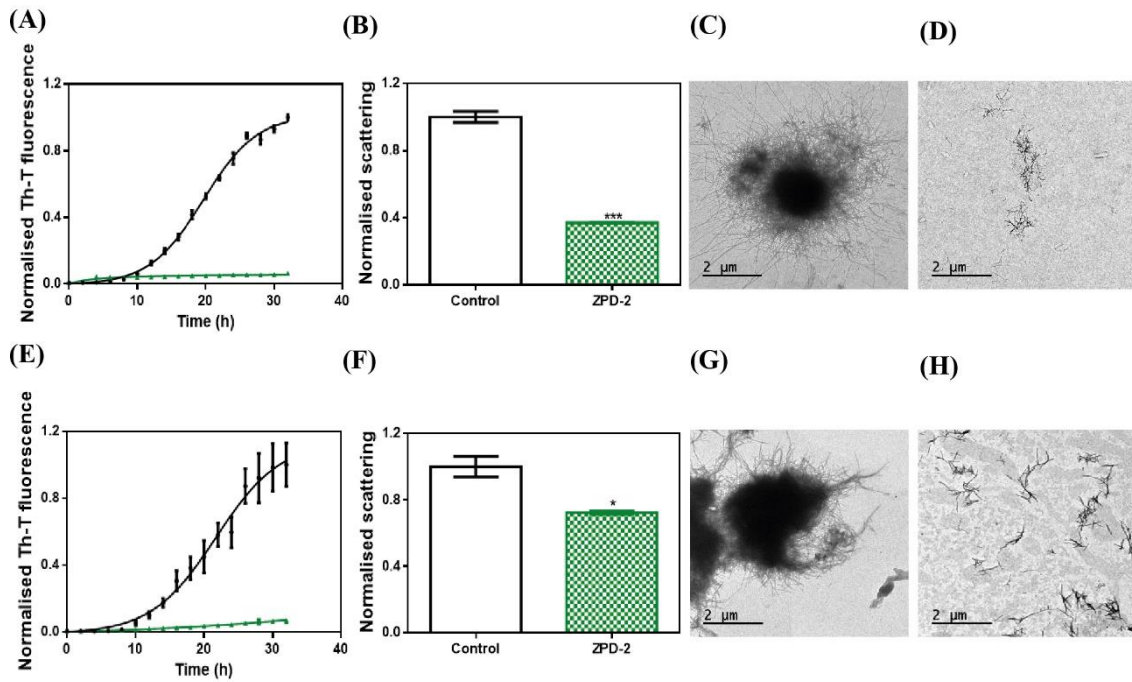 (A)
(B)
(C)
(D)
Normalised Th-T fluorescence
1.2
0.8
0.4
0.0
0 10 20 30 40
Time (h)
Normalised scattering
1.2
0.8
0.4
0.0
***
Control ZPD-2
2 µm
2 µm
(E)
(F)
(G)
(H)
Normalised Th-T fluorescence
1.2
0.8
0.4
0.0
0 10 20 30 40
Time (h)
Normalised scattering
1.2
0.8
0.4
0.0
*
Control ZPD-2
2 µm
2 µm